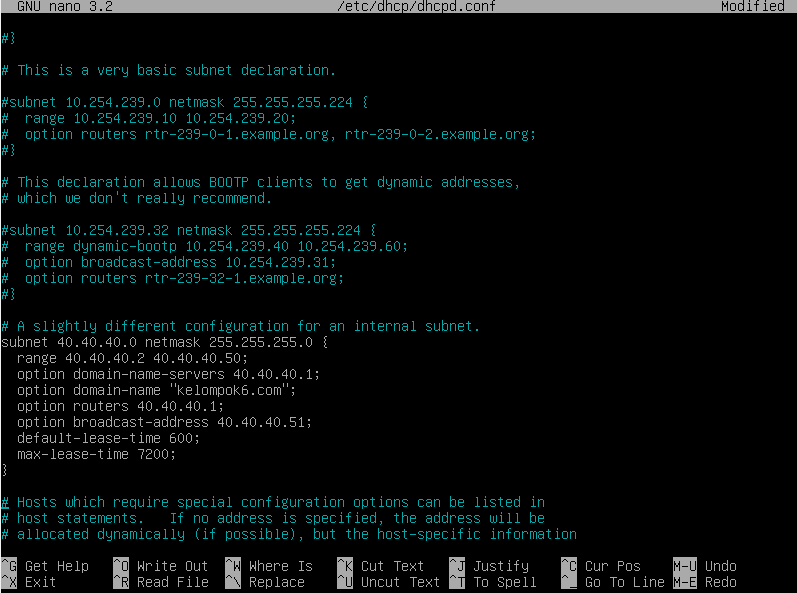 GNU nano 3.2 /etc/dhcp/dhcpd.conf Modified
#}
# This is a very basic subnet declaration.
#subnet 10.254.239.0 netmask 255.255.255.224 {
#  range 10.254.239.10 10.254.239.20;
#  option routers rtr-239-0-1.example.org, rtr-239-0-2.example.org;
#}
# This declaration allows BOOTP clients to get dynamic addresses,
# which we don't really recommend.
#subnet 10.254.239.32 netmask 255.255.255.224 {
#  range dynamic-bootp 10.254.239.40 10.254.239.60;
#  option broadcast-address 10.254.239.31;
#  option routers rtr-239-32-1.example.org;
#}
# A slightly different configuration for an internal subnet.
subnet 40.40.40.0 netmask 255.255.255.0 {
  range 40.40.40.2 40.40.40.50;
  option domain-name-servers 40.40.40.1;
  option domain-name "kelompok6.com";
  option routers 40.40.40.1;
  option broadcast-address 40.40.40.51;
  default-lease-time 600;
  max-lease-time 7200;
}
# Hosts which require special configuration options can be listed in
# host statements.   If no address is specified, the address will be
# allocated dynamically (if possible), but the host-specific information
^G Get Help ^O Write Out ^W Where Is ^K Cut Text ^J Justify ^C Cur Pos M-U Undo
^X Exit ^R Read File ^\ Replace ^U Uncut Text ^T To Spell ^_ Go To Line M-E Redo